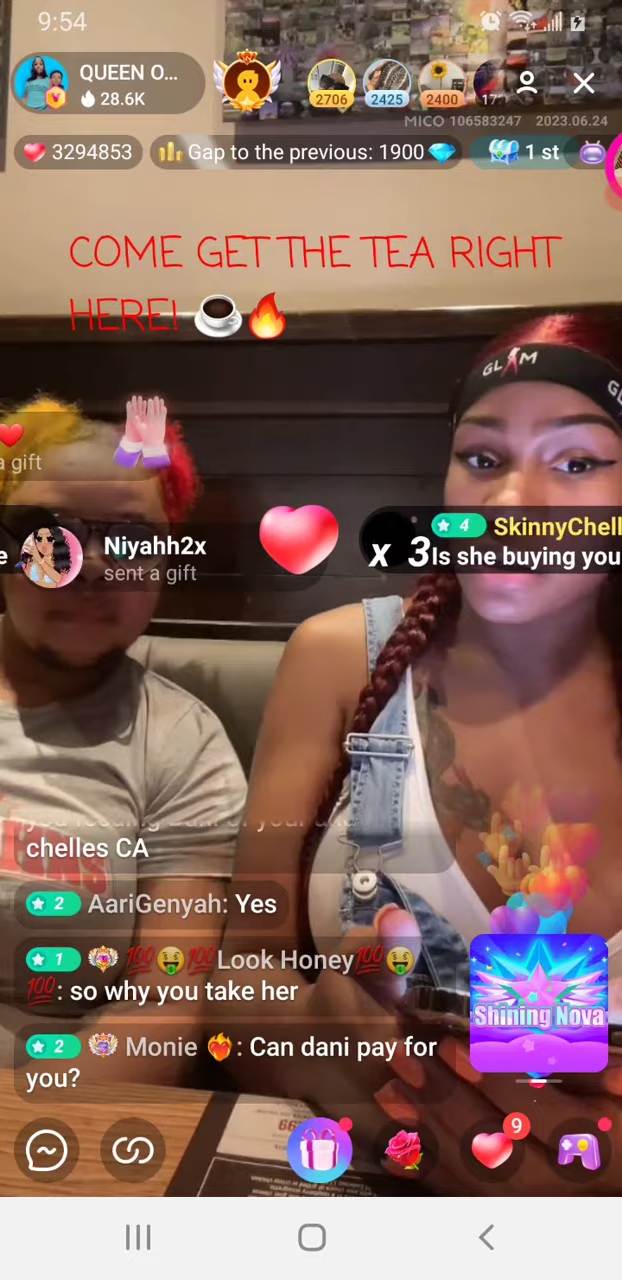 9:54
QUEEN O...
28.6K
2706
2425
2400
17
MICO 106583247 2023.06.24
3294853
Gap to the previous: 1900
1 st
COME GET THE TEA RIGHT
HERE! ☕🔥
GL M
a gift
4 SkinnyChell
e
Niyahh2x
sent a gift
x 3
Is she buying you
chelles CA
2 AariGenyah: Yes
1 💯🤑💯Look Honey💯🤑
💯: so why you take her
2 Monie ❤️‍🔥: Can dani pay for
you?
Shining Nova
9